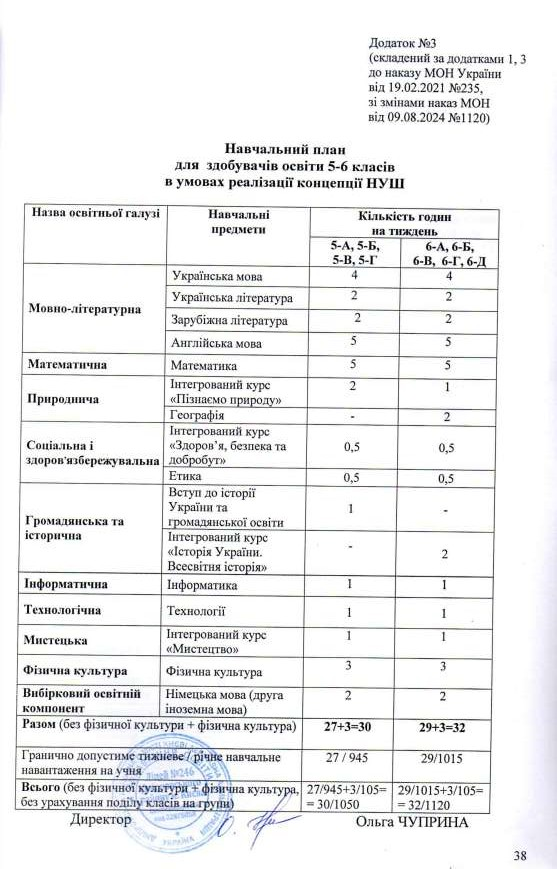 Додаток №3
(складений за додатками 1, 3
до наказу МОН України
від 19.02.2021 №235,
зі змінами наказ МОН
від 09.08.2024 №1120)
Навчальний план
для здобувачів освіти 5-6 класів
в умовах реалізації концепції НУШ
Назва освітньої галузі
Навчальні
предмети
Кількість годин
на тиждень
5-А, 5-Б,
5-В, 5-Г
6-А, 6-Б,
6-В, 6-Г, 6-Д
Мовно-літературна
Українська мова 4 4
Українська література 2 2
Зарубіжна література 2 2
Англійська мова 5 5
Математична Математика 5 5
Природнича
Інтегрований курс
«Пізнаємо природу» 2 1
Географія - 2
Соціальна і
здоров'язбережувальна
Інтегрований курс
«Здоров’я, безпека та
добробут» 0,5 0,5
Етика 0,5 0,5
Громадянська та
історична
Вступ до історії
України та
громадянської освіти 1 -
Інтегрований курс
«Історія України.
Всесвітня історія» - 2
Інформатична Інформатика 1 1
Технологічна Технології 1 1
Мистецька
Інтегрований курс
«Мистецтво» 1 1
Фізична культура Фізична культура 3 3
Вибірковий освітній
компонент
Німецька мова (друга
іноземна мова) 2 2
Разом (без фізичної культури + фізична культура) 27+3=30 29+3=32
Гранично допустиме тижневе / річне навчальне
навантаження на учня 27 / 945 29/1015
Всього (без фізичної культури + фізична культура,
без урахування поділу класів на групи)
27/945+3/105=
= 30/1050
29/1015+3/105=
= 32/1120
Директор Ольга ЧУПРИНА
Ліцей №246
УКРАЇНА
38